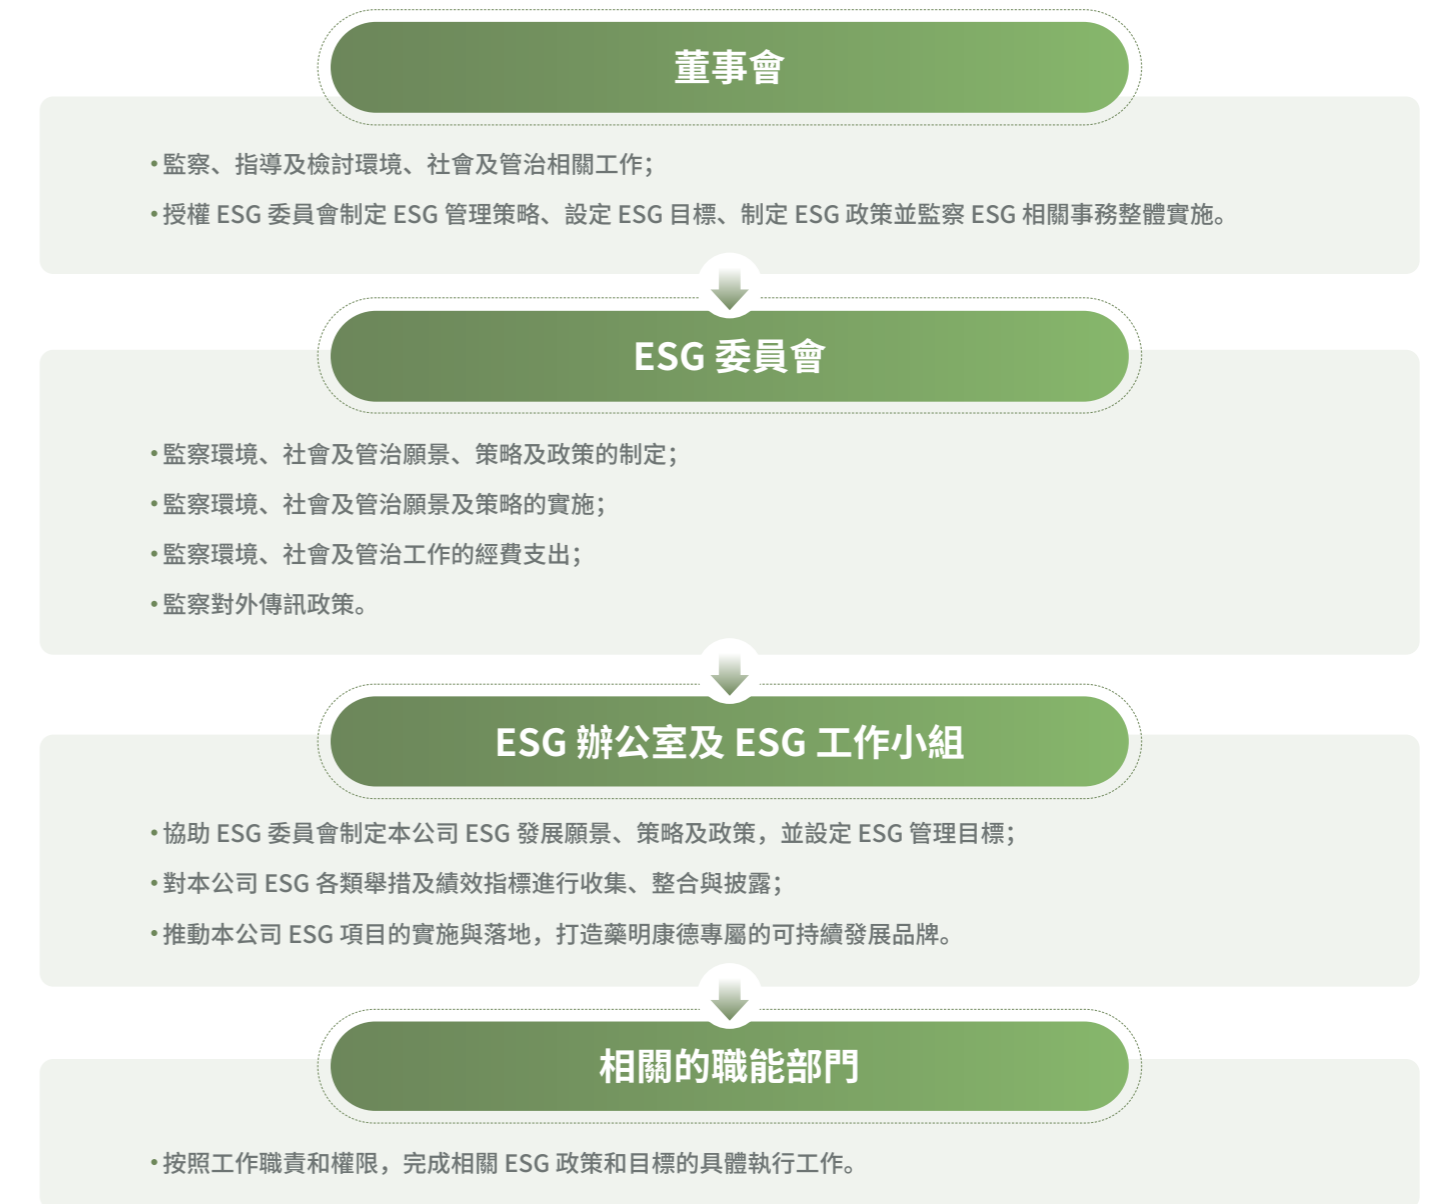 董事會
•監察、指導及檢討環境、社會及管治相關工作；
•授權 ESG 委員會制定 ESG 管理策略、設定 ESG 目標、制定 ESG 政策並監察 ESG 相關事務整體實施。
ESG 委員會
•監察環境、社會及管治願景、策略及政策的制定；
•監察環境、社會及管治願景及策略的實施；
•監察環境、社會及管治工作的經費支出；
•監察對外傳訊政策。
ESG 辦公室及 ESG 工作小組
•協助 ESG 委員會制定本公司 ESG 發展願景、策略及政策，並設定 ESG 管理目標；
•對本公司 ESG 各類舉措及績效指標進行收集、整合與披露；
•推動本公司 ESG 項目的實施與落地，打造藥明康德專屬的可持續發展品牌。
相關的職能部門
•按照工作職責和權限，完成相關 ESG 政策和目標的具體執行工作。